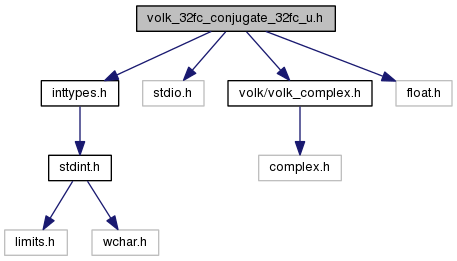 volk_32fc_conjugate_32fc_u.h
inttypes.h
stdio.h
volk/volk_complex.h
float.h
stdint.h
complex.h
limits.h
wchar.h